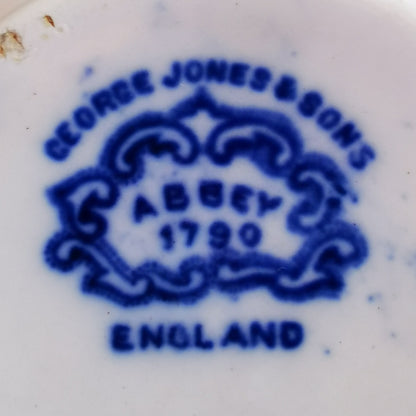 GEORGE JONES & SONS
ABBEY
1790
ENGLAND